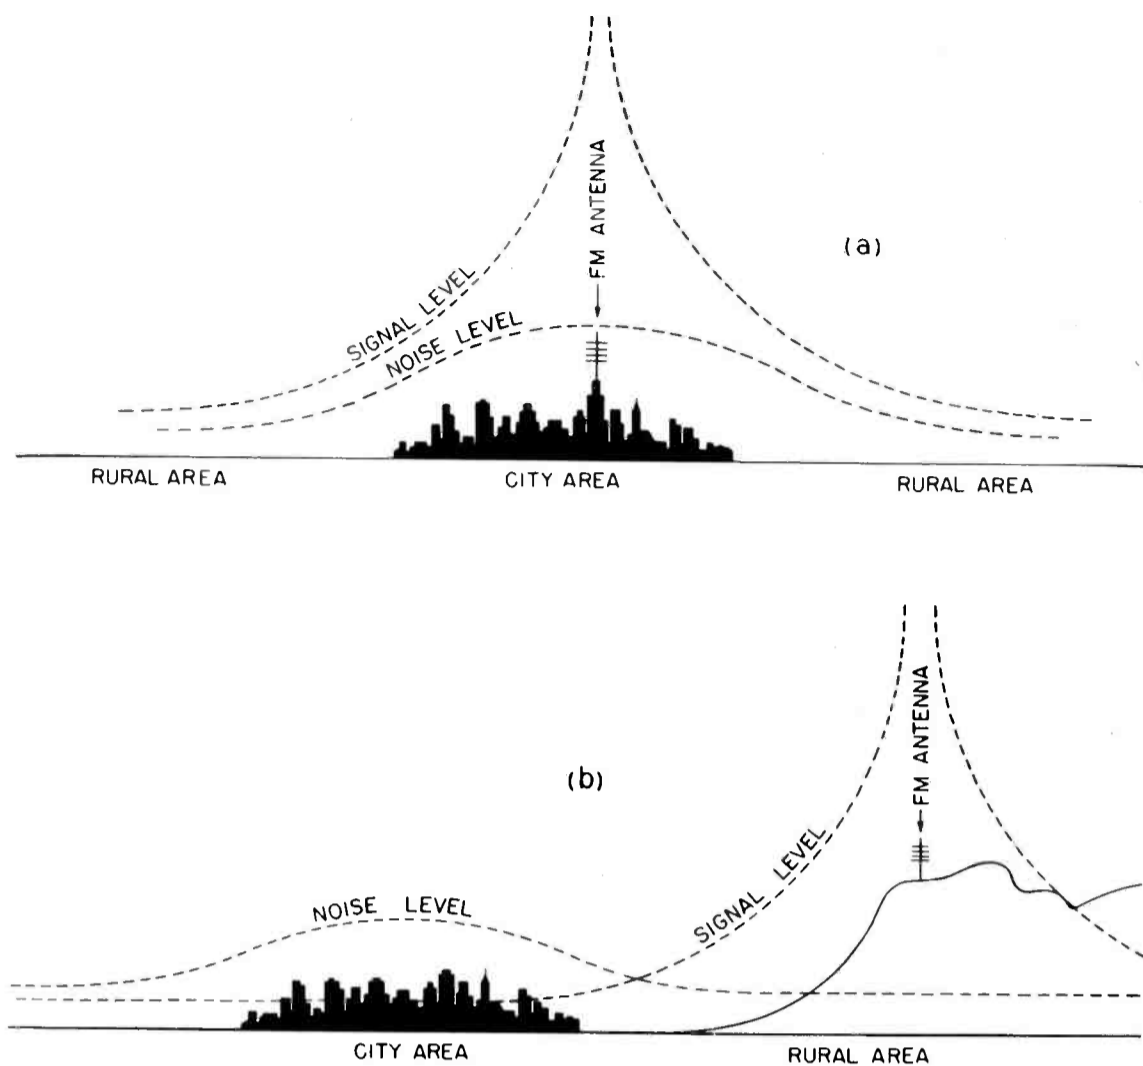 FM ANTENNA
(a)
SIGNAL LEVEL
NOISE LEVEL
RURAL AREA
CITY AREA
RURAL AREA
FM ANTENNA
(b)
SIGNAL LEVEL
NOISE LEVEL
CITY AREA
RURAL AREA